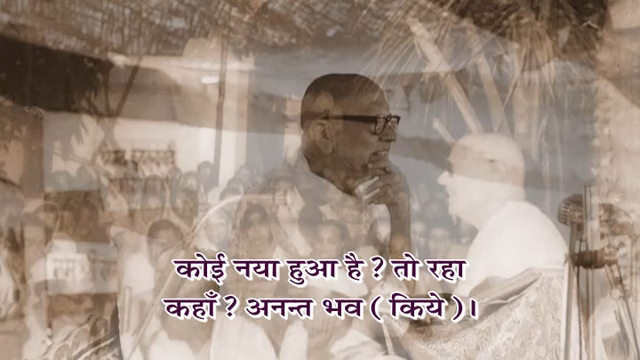 कोई नया हुआ है ? तो रहा
कहाँ ? अनन्त भव ( किये )।